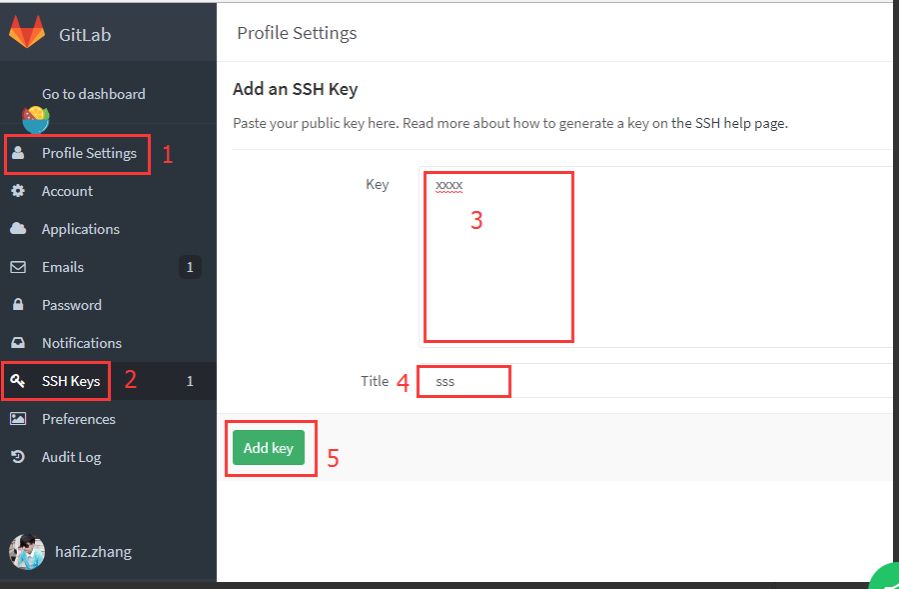 GitLab
Profile Settings
Go to dashboard
Add an SSH Key
Paste your public key here. Read more about how to generate a key on the SSH help page.
Profile Settings 1
Account
Applications
Emails 1
Password
Notifications
SSH Keys 2 1
Preferences
Audit Log
hafiz.zhang
Key xxxx
3
Title 4 sss
Add key 5